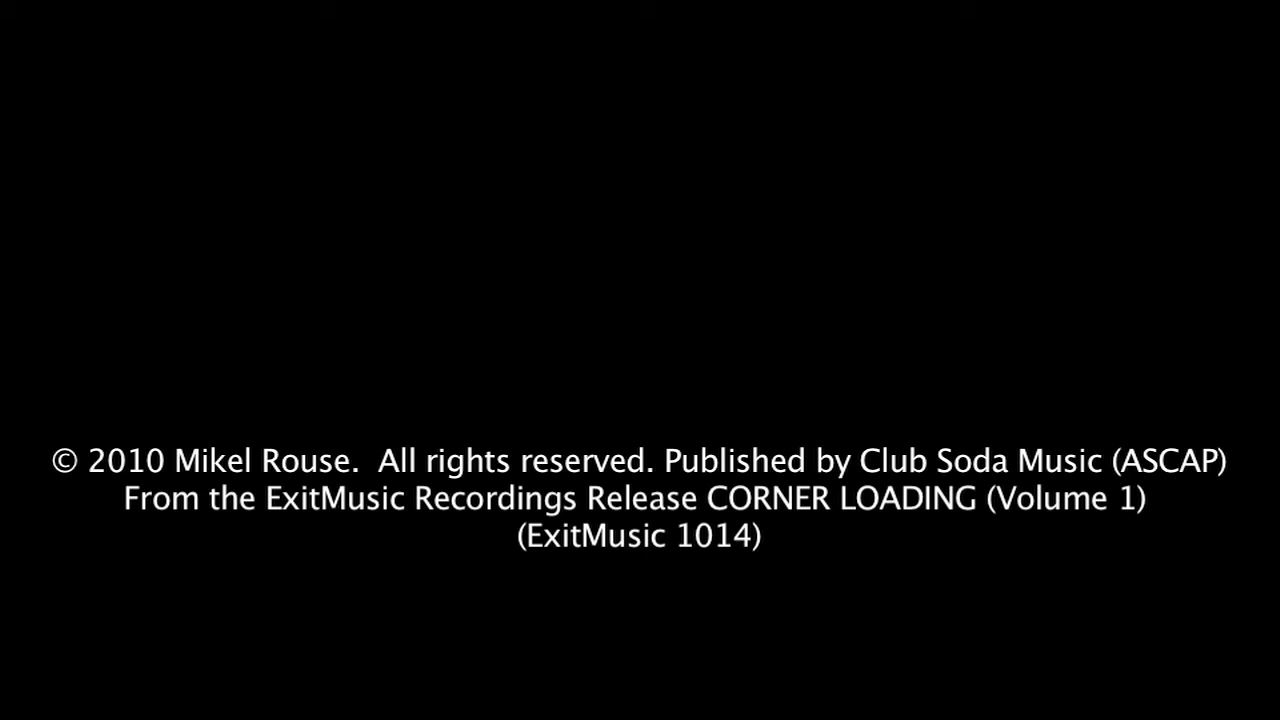 © 2010 Mikel Rouse.  All rights reserved. Published by Club Soda Music (ASCAP)
From the ExitMusic Recordings Release CORNER LOADING (Volume 1)
(ExitMusic 1014)